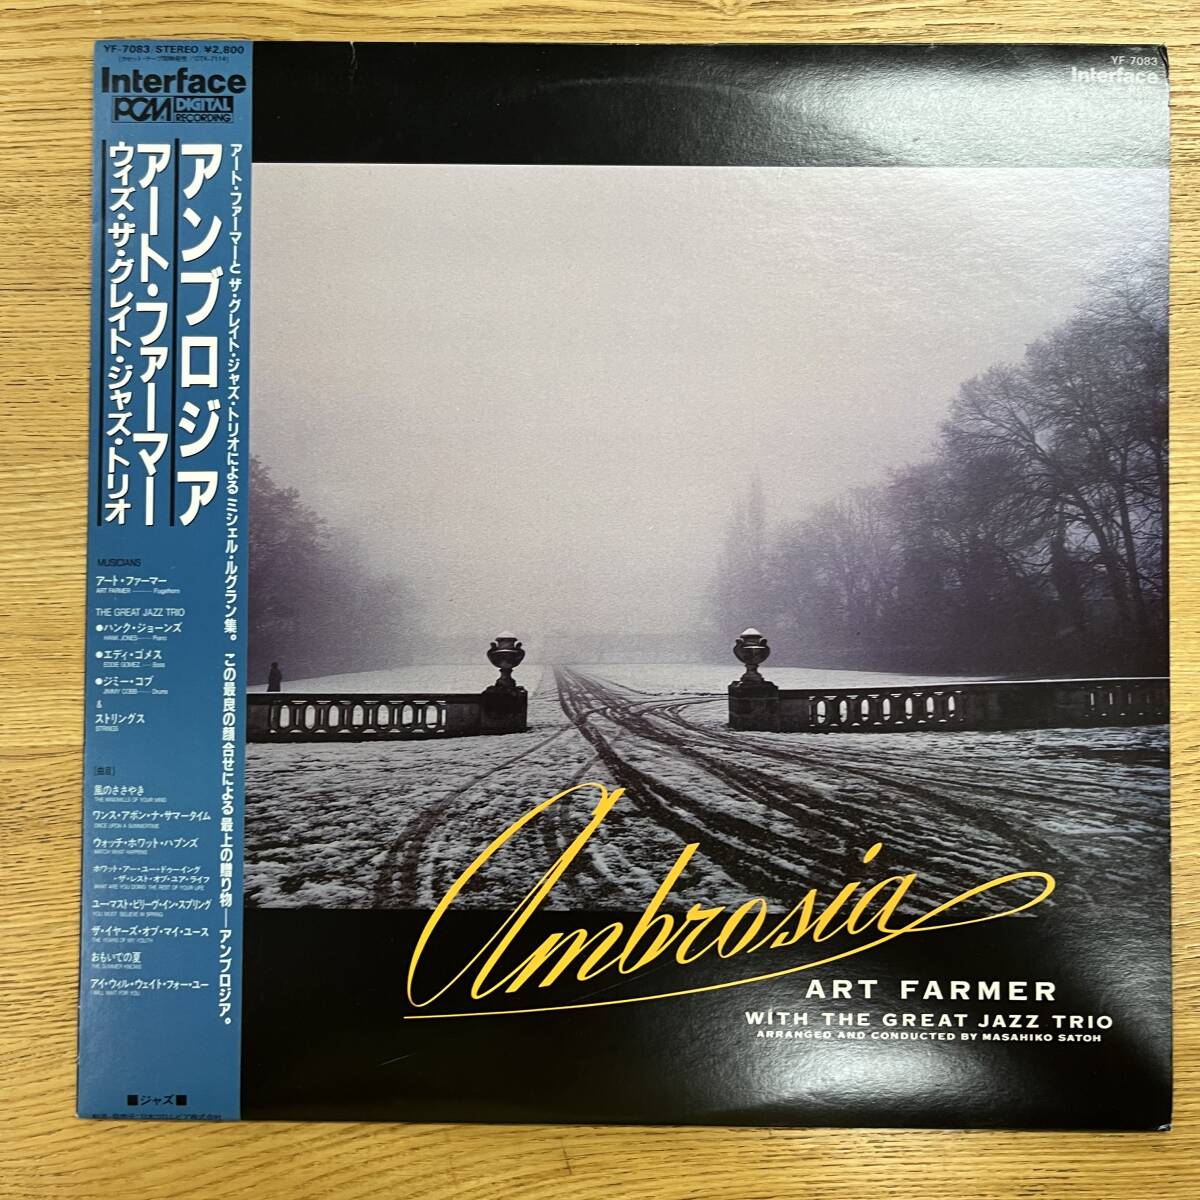 YF-7083 STEREO ¥2,800
Interface
PCM DIGITAL RECORDING
アンブロジア
アート・ファーマー
ウィズ・ザ・グレイト・ジャズ・トリオ
アート・ファーマーと ザ・グレイト・ジャズ・トリオによる ミシェル・ルグラン集。 この最良の顔合せによる 最上の贈り物—アンブロジア。
MUSICIANS
アート・ファーマー
ART FARMER Flugelhorn
THE GREAT JAZZ TRIO
●ハンク・ジョーンズ
HANK JONES Piano
●エディ・ゴメス
EDDIE GOMEZ Bass
●ジミー・コブ
JIMMY COBB Drums
&
ストリングス
STRINGS
[曲目]
風のささやき
THE WINDMILLS OF YOUR MIND
ワンス・アポン・ナ・サマータイム
ONCE UPON A SUMMERTIME
ウォッチ・ホワット・ハプンズ
WATCH WHAT HAPPENS
ホワット・アー・ユー・ドゥーイング
・ザ・レスト・オブ・ユア・ライフ
WHAT ARE YOU DOING THE REST OF YOUR LIFE
ユー・マスト・ビリーヴ・イン・スプリング
YOU MUST BELIEVE IN SPRING
ザ・イヤーズ・オブ・マイ・ユース
THE YEARS OF MY YOUTH
おもいでの夏
THE SUMMER KNOWS
アイ・ウィル・ウェイト・フォー・ユー
I WILL WAIT FOR YOU
■ジャズ■
YF-7083
Interface
Ambrosia
ART FARMER
WITH THE GREAT JAZZ TRIO
ARRANGED AND CONDUCTED BY MASAHIKO SATOH